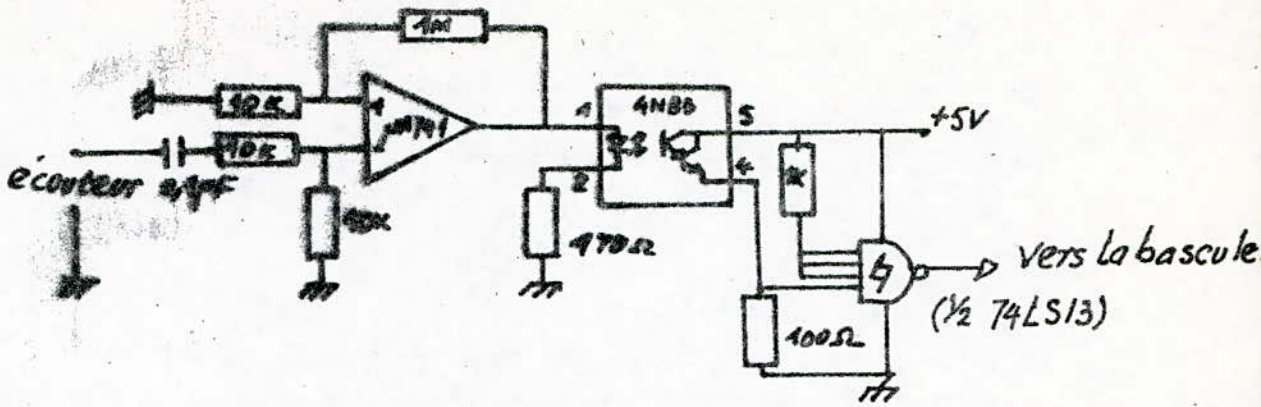 1M
10K
µA741
10K
écouteur
1
2
4N33
5
4
+5V
1K
470Ω
100Ω
vers la bascule
(½ 74LS13)